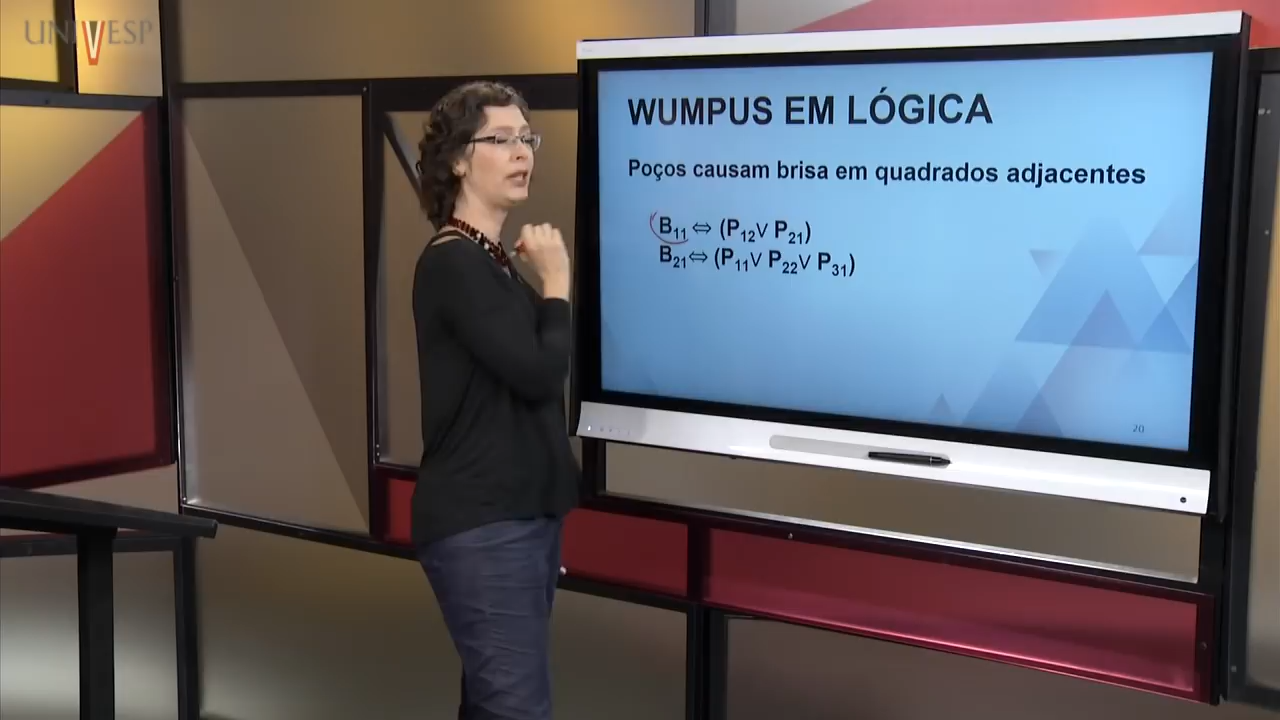 UNIVESP
WUMPUS EM LÓGICA
Poços causam brisa em quadrados adjacentes
B₁₁ ⇔ (P₁₂∨ P₂₁)
B₂₁⇔ (P₁₁∨ P₂₂∨ P₃₁)
20